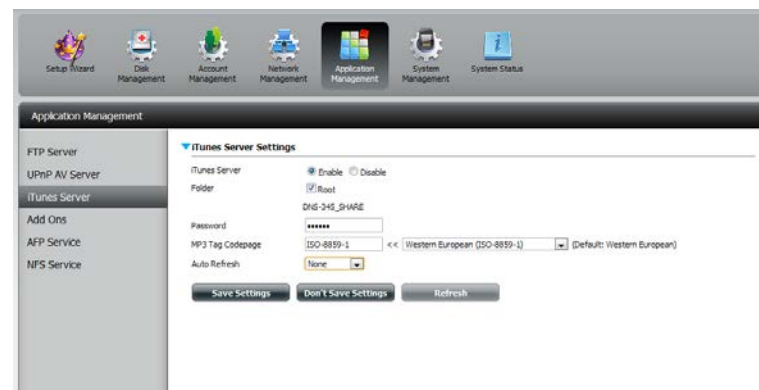 Setup Wizard
Disk Management
Account Management
Network Management
Application Management
System Management
System Status
Application Management
FTP Server
UPnP AV Server
iTunes Server
Add Ons
AFP Service
NFS Service
iTunes Server Settings
iTunes Server Enable Disable
Folder Root
DNS-345_SHARE
Password ••••••
MP3 Tag Codepage ISO-8859-1 << Western European (ISO-8859-1) (Default: Western European)
Auto Refresh None
Save Settings Don't Save Settings Refresh